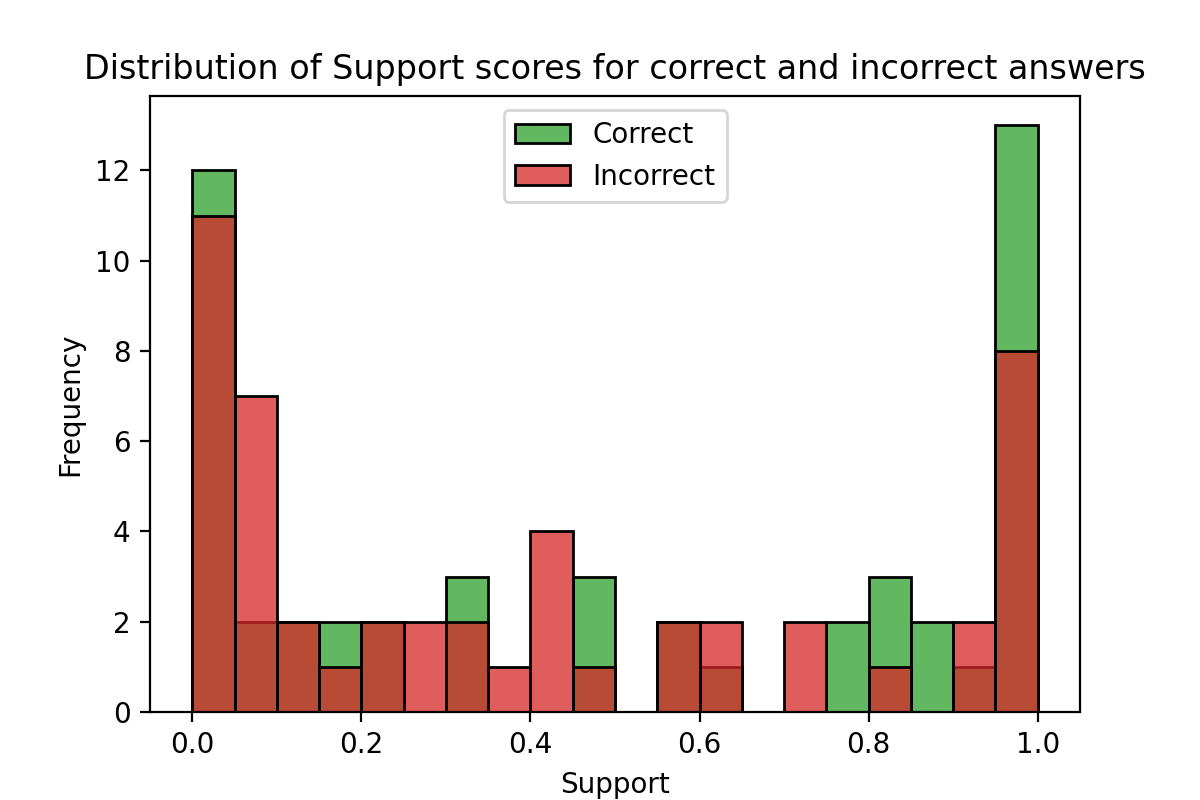 Distribution of Support scores for correct and incorrect answers
Correct
Incorrect
12
10
8
6
4
2
0
Frequency
0.0 0.2 0.4 0.6 0.8 1.0
Support